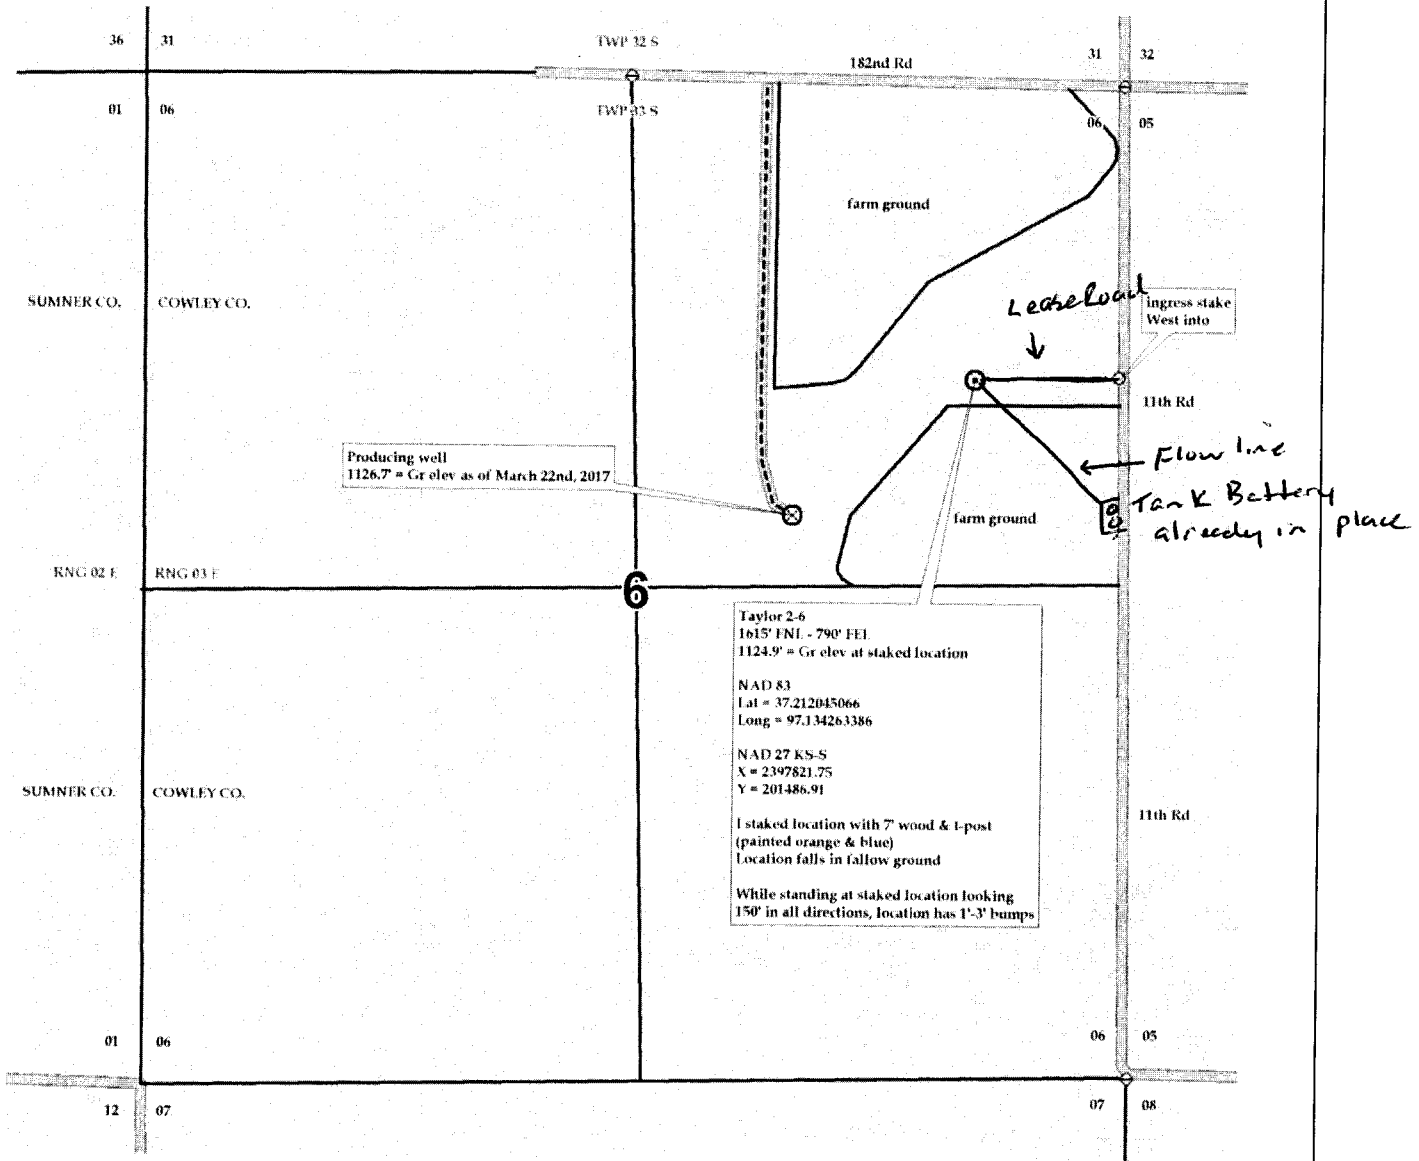 36 31
TWP 32 S
182nd Rd
31 32
01 06
TWP 33 S
06 05
farm ground
SUMNER CO. COWLEY CO.
Lease Road
ingress stake
West into
11th Rd
Producing well
1126.7' = Gr elev as of March 22nd, 2017
Flow line
Tank Battery
already in place
farm ground
RNG 02 E RNG 03 E
6
Taylor 2-6
1615' FNL - 790' FEL
1124.9' = Gr elev at staked location
NAD 83
Lat = 37.212045066
Long = 97.134263386
NAD 27 KS-S
X = 2397821.75
Y = 201486.91
I staked location with 7' wood & t-post
(painted orange & blue)
Location falls in fallow ground
While standing at staked location looking
150' in all directions, location has 1'-3' bumps
SUMNER CO. COWLEY CO.
11th Rd
01 06
06 05
12 07
07 08